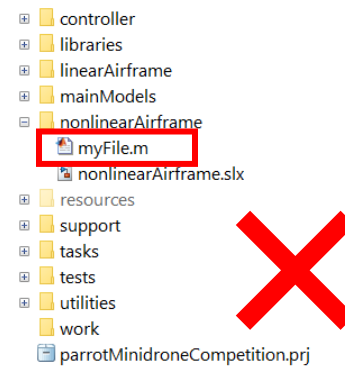 controller
libraries
linearAirframe
mainModels
nonlinearAirframe
myFile.m
nonlinearAirframe.slx
resources
support
tasks
tests
utilities
work
parrotMinidroneCompetition.prj